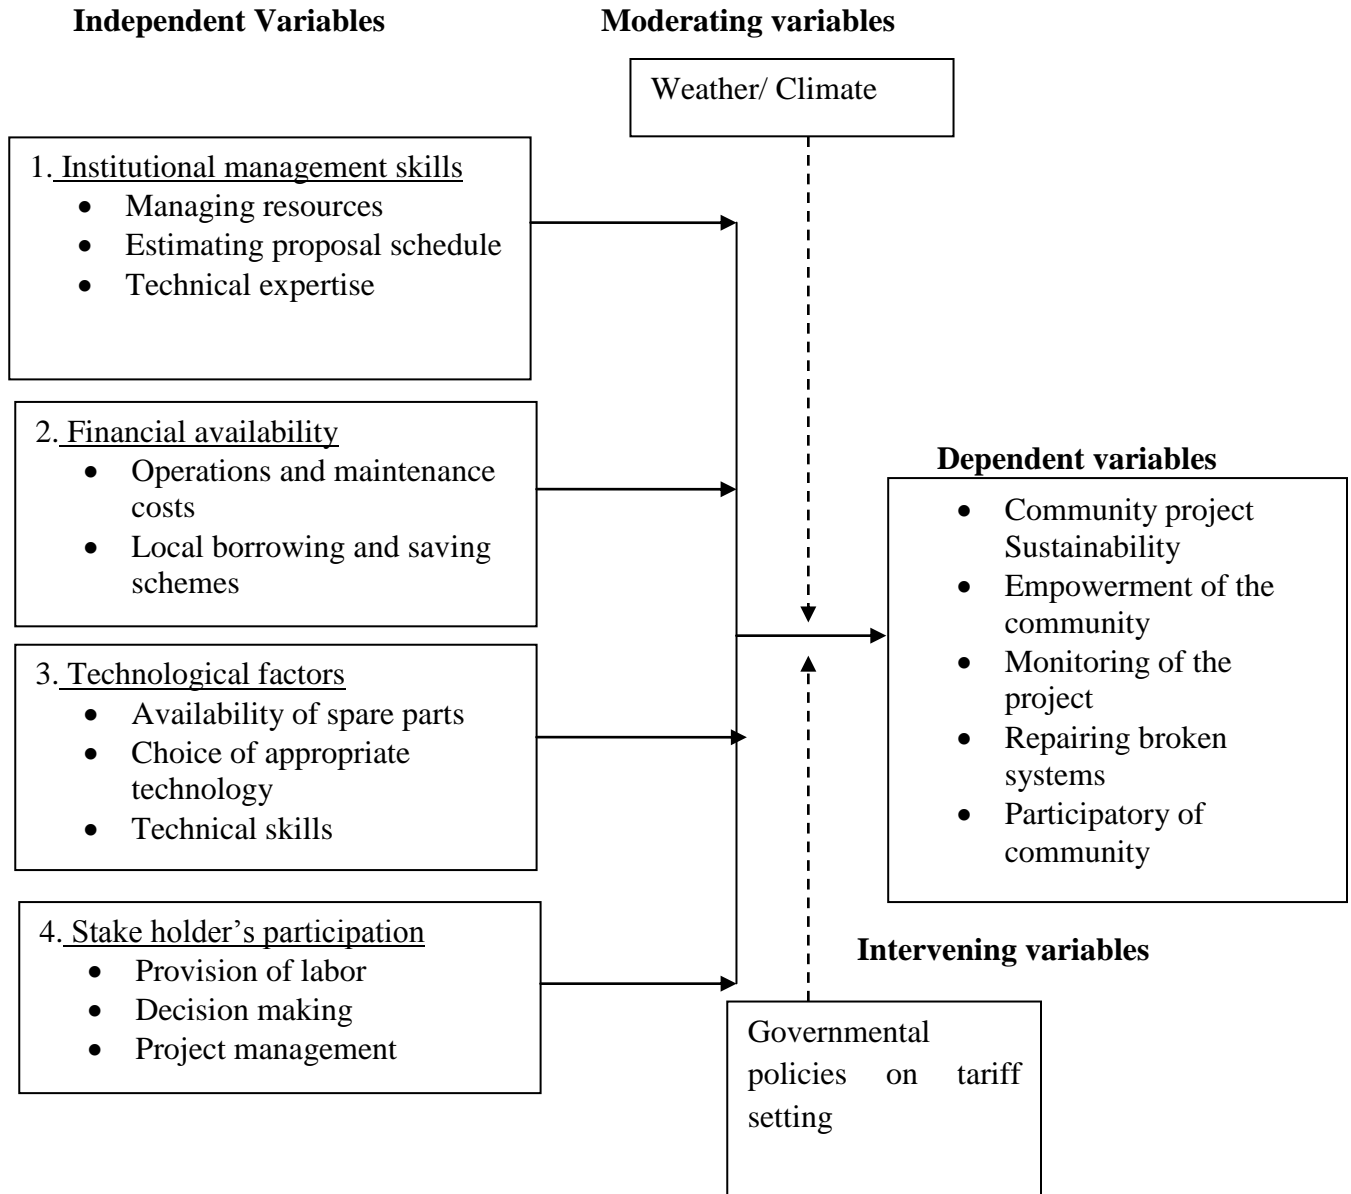 Independent Variables
Moderating variables
Weather/ Climate
1. Institutional management skills
• Managing resources
• Estimating proposal schedule
• Technical expertise
2. Financial availability
• Operations and maintenance
costs
• Local borrowing and saving
schemes
3. Technological factors
• Availability of spare parts
• Choice of appropriate
technology
• Technical skills
4. Stake holder’s participation
• Provision of labor
• Decision making
• Project management
Dependent variables
• Community project
Sustainability
• Empowerment of the
community
• Monitoring of the
project
• Repairing broken
systems
• Participatory of
community
Intervening variables
Governmental
policies on tariff
setting